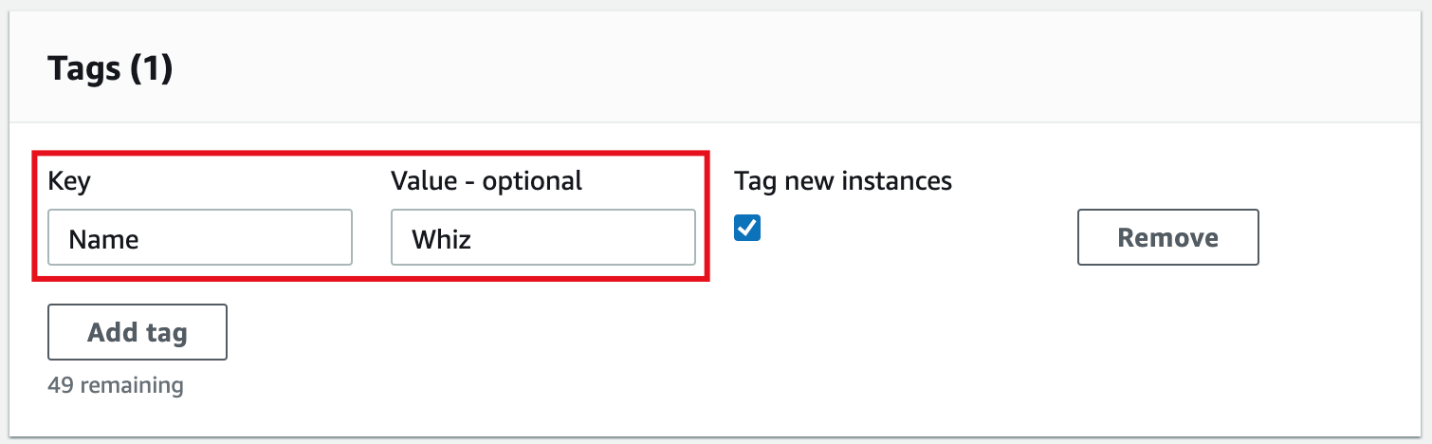 Tags (1)
Key Value - optional Tag new instances
Name Whiz Remove
Add tag
49 remaining